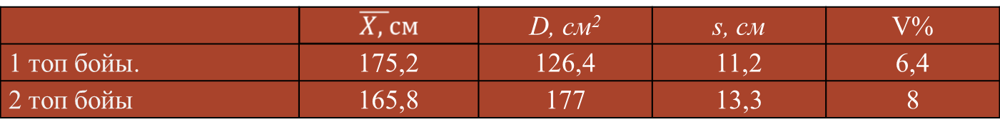 X̅, см D, см² s, см V%
1 топ бойы. 175,2 126,4 11,2 6,4
2 топ бойы 165,8 177 13,3 8